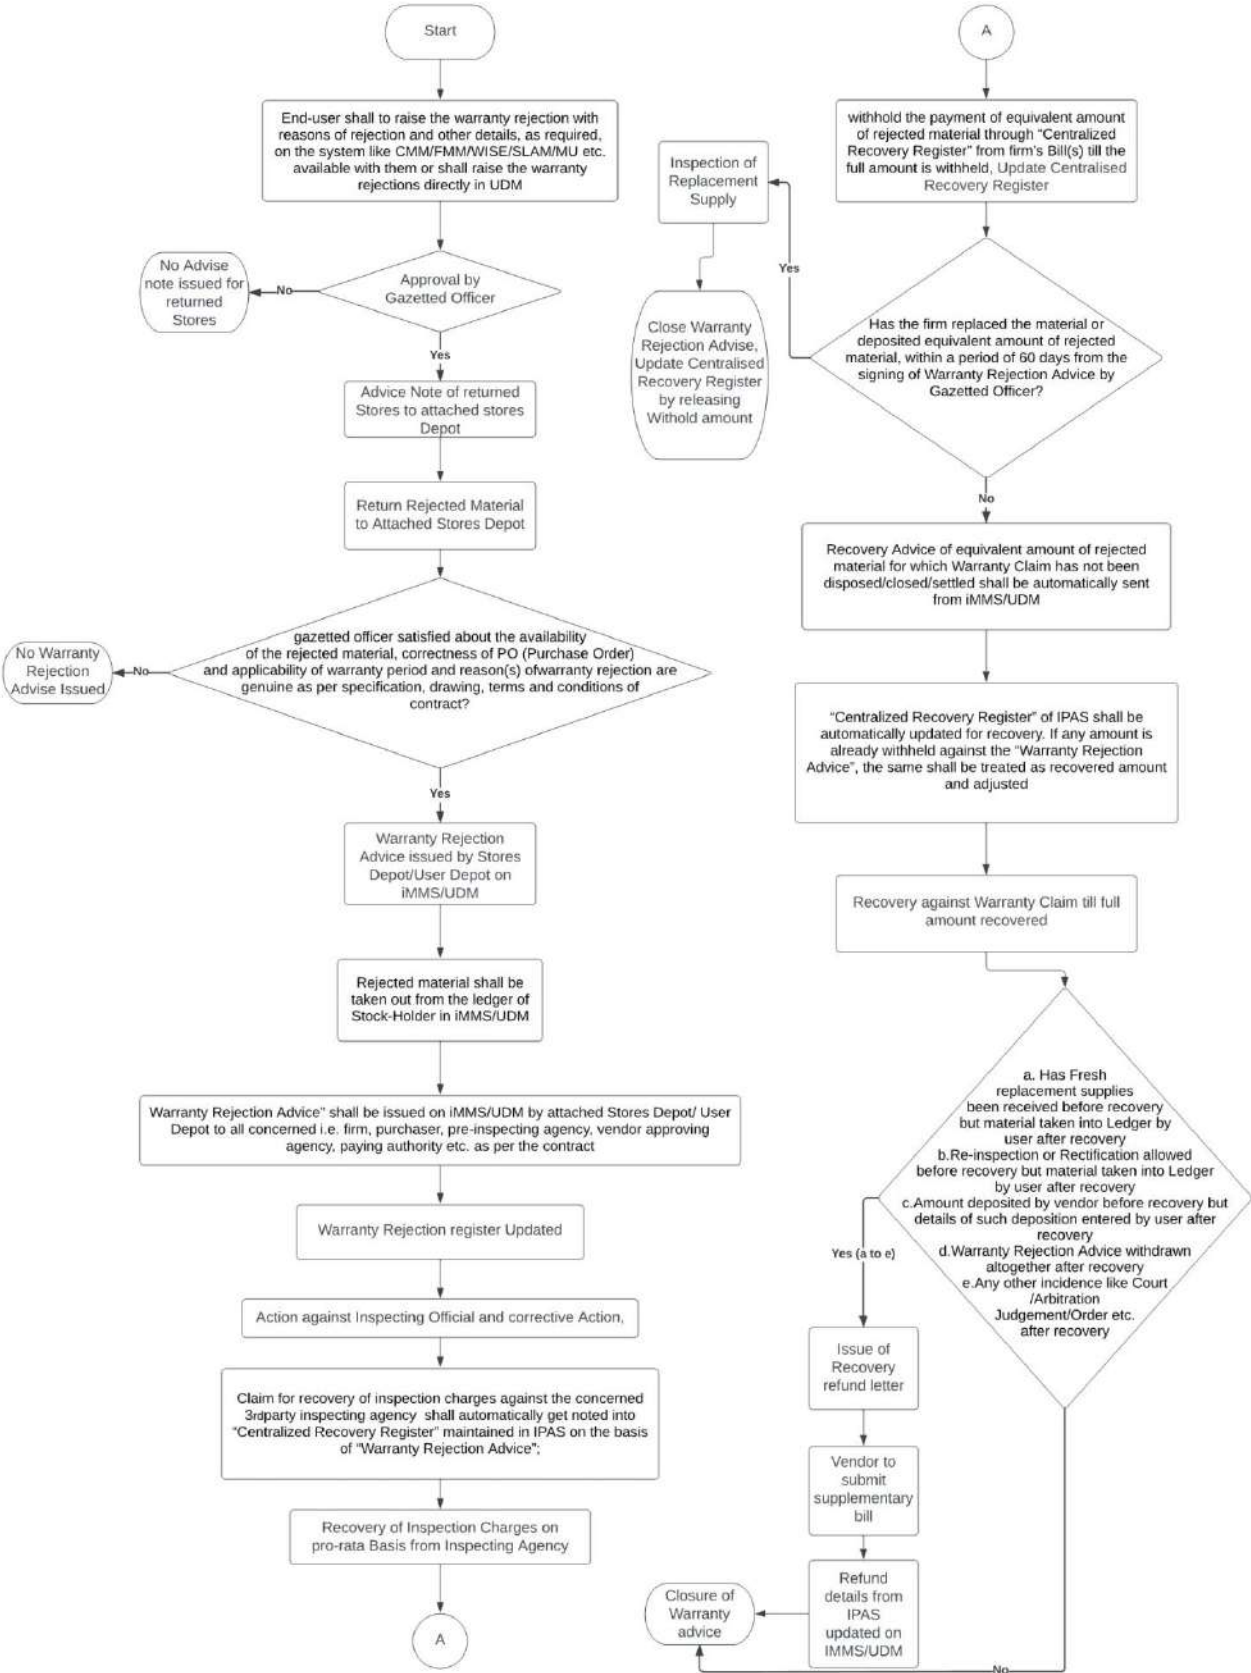 Start
End-user shall to raise the warranty rejection with
reasons of rejection and other details, as required,
on the system like CMM/FMM/WISE/SLAM/MU etc.
available with them or shall raise the warranty
rejections directly in UDM
Approval by
Gazetted Officer
No
No Advise
note issued for
returned
Stores
Yes
Advice Note of returned
Stores to attached stores
Depot
Return Rejected Material
to Attached Stores Depot
gazetted officer satisfied about the availability
of the rejected material, correctness of PO (Purchase Order)
and applicability of warranty period and reason(s) ofwarranty rejection are
genuine as per specification, drawing, terms and conditions of
contract?
No
No Warranty
Rejection
Advise Issued
Yes
Warranty Rejection
Advice issued by Stores
Depot/User Depot on
iMMS/UDM
Rejected material shall be
taken out from the ledger of
Stock-Holder in iMMS/UDM
Warranty Rejection Advice” shall be issued on iMMS/UDM by attached Stores Depot/ User
Depot to all concerned i.e. firm, purchaser, pre-inspecting agency, vendor approving
agency, paying authority etc. as per the contract
Warranty Rejection register Updated
Action against Inspecting Official and corrective Action,
Claim for recovery of inspection charges against the concerned
3rdparty inspecting agency shall automatically get noted into
“Centralized Recovery Register” maintained in IPAS on the basis
of “Warranty Rejection Advice”;
Recovery of Inspection Charges on
pro-rata Basis from Inspecting Agency
A
A
withhold the payment of equivalent amount
of rejected material through “Centralized
Recovery Register” from firm's Bill(s) till the
full amount is withheld, Update Centralised
Recovery Register
Has the firm replaced the material or
deposited equivalent amount of rejected
material, within a period of 60 days from the
signing of Warranty Rejection Advice by
Gazetted Officer?
Yes
Inspection of
Replacement
Supply
Close Warranty
Rejection Advise,
Update Centralised
Recovery Register
by releasing
Withold amount
No
Recovery Advice of equivalent amount of rejected
material for which Warranty Claim has not been
disposed/closed/settled shall be automatically sent
from iMMS/UDM
“Centralized Recovery Register” of IPAS shall be
automatically updated for recovery. If any amount is
already withheld against the “Warranty Rejection
Advice”, the same shall be treated as recovered amount
and adjusted
Recovery against Warranty Claim till full
amount recovered
a. Has Fresh
replacement supplies
been received before recovery
but material taken into Ledger by
user after recovery
b.Re-inspection or Rectification allowed
before recovery but material taken into Ledger
by user after recovery
c.Amount deposited by vendor before recovery but
details of such deposition entered by user after
recovery
d.Warranty Rejection Advice withdrawn
altogether after recovery
e.Any other incidence like Court
/Arbitration
Judgement/Order etc.
after recovery
Yes (a to e)
Issue of
Recovery
refund letter
Vendor to
submit
supplementary
bill
Refund
details from
IPAS
updated on
IMMS/UDM
Closure of
Warranty
advice
No